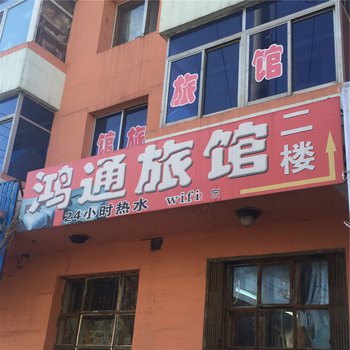 旅馆
馆旅
鸿通旅馆
二楼
24小时热水 wifi